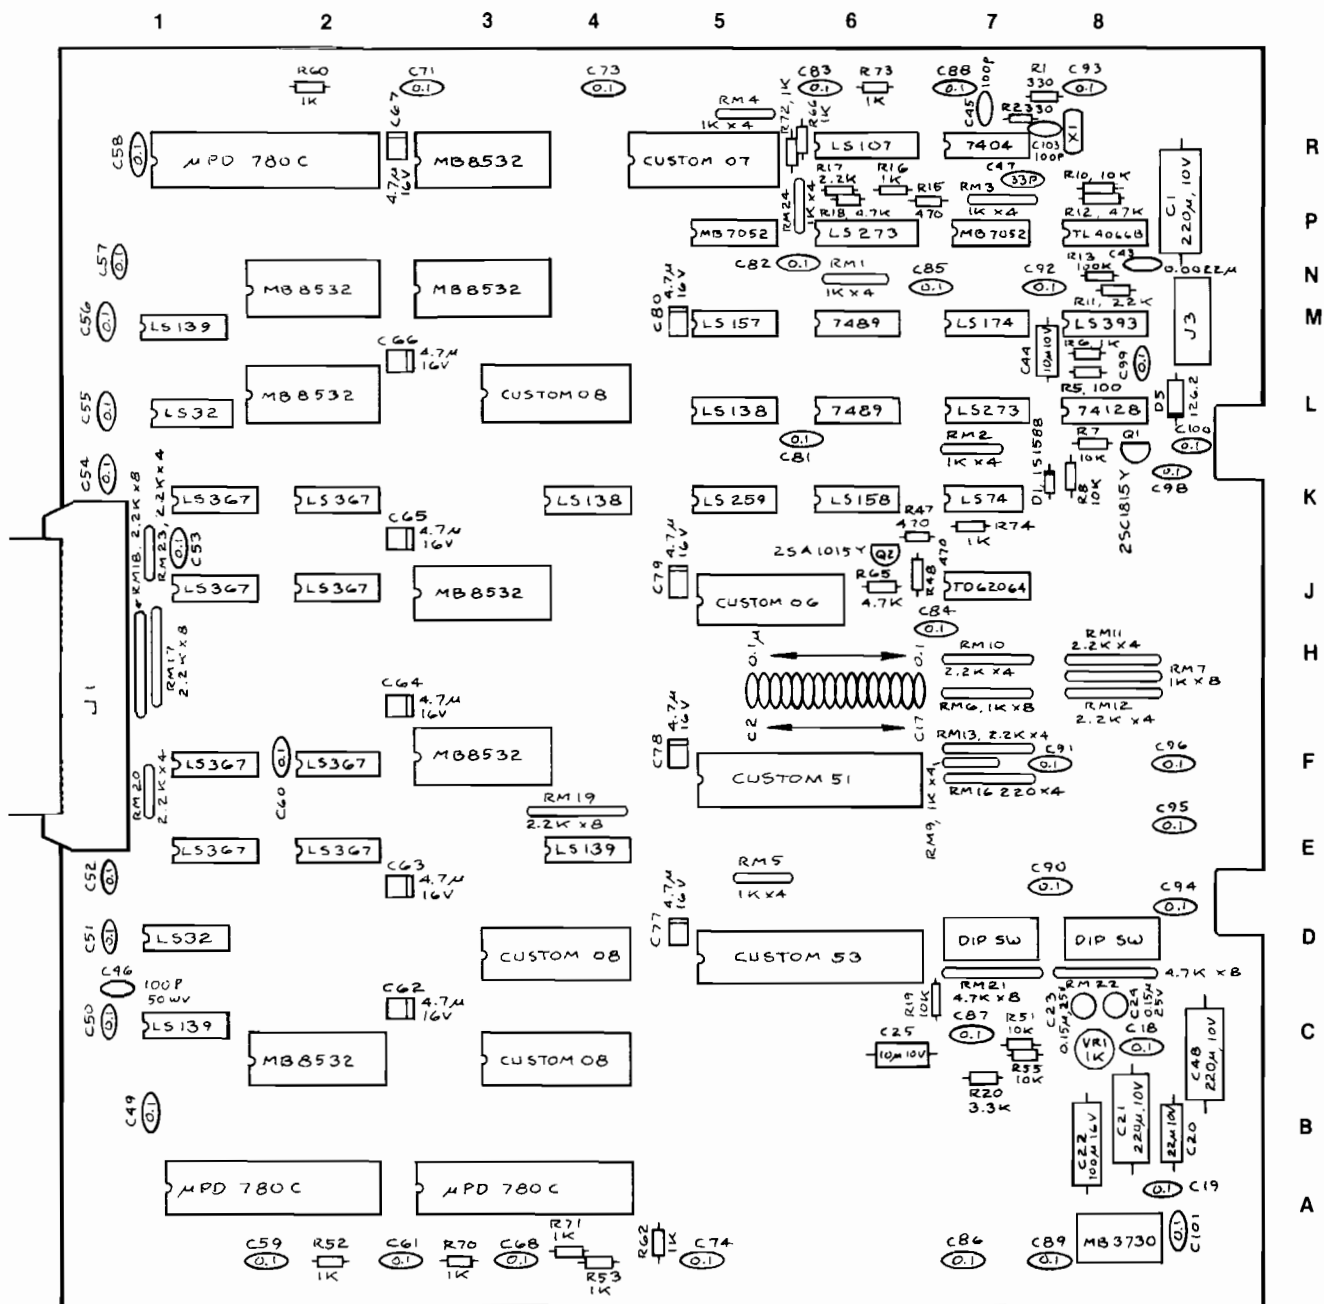 1 2 3 4 5 6 7 8
R60
1K
C71
0.1
C73
0.1
C83
0.1
R73
1K
C88
0.1
100P
C45
R1
330
C93
0.1
C67
4.7μ
16V
RM4
1K x4
R72, 1K
R66
1K
R2 330
C103
100P
X1
R
C58
0.1
μPD 780C
MB8532
CUSTOM 07
LS107
7404
C47
33P
R17
2.2K
R16
1K
R15
470
RM3
1K x4
R10, 10K
C1
220μ, 10V
RM24
1K x4
R18, 4.7K
R12, 47K
P
MB7052
LS273
MB7052
TL4066B
C57
0.1
C82
0.1
RM1
1K x4
C85
0.1
C92
0.1
R13
100K
C43
0.0022μ
N
MB8532
MB8532
R11, 22K
C56
0.1
LS139
C80
4.7μ
16V
LS157
7489
LS174
LS393
J3
M
C66
4.7μ
16V
C44
10μ10V
R6, 1K
C99
0.1
R5, 100
MB8532
CUSTOM 08
C55
0.1
LS32
LS138
7489
LS273
74128
D5
126.2
L
C81
0.1
RM2
1K x4
R7
10K
Q1
C100
0.1
C54
0.1
D1, 1S1588
R8
10K
2SC1815Y
C98
0.1
LS367
LS367
LS138
LS259
LS158
LS74
K
RM18, 2.2K x8
RM23, 2.2K x4
C53
0.1
C65
4.7μ
16V
C79
4.7μ
16V
R47
470
R74
1K
2SA1015Y
Q2
R48
470
R65
4.7K
LS367
LS367
MB8532
CUSTOM 06
TD62064
J
C84
0.1
J1
RM17
2.2K x8
0.1μ
0.1
RM10
2.2K x4
RM11
2.2K x4
H
RM7
1K x8
C64
4.7μ
16V
C2
C17
RM6, 1K x8
RM12
2.2K x4
C78
4.7μ
16V
MB8532
RM13, 2.2K x4
C91
0.1
C96
0.1
RM20
2.2K x4
LS367
C60
0.1
LS367
CUSTOM 51
RM9, 1K x4
RM16 220 x4
F
RM19
2.2K x8
C95
0.1
LS367
LS367
LS139
E
C52
0.1
C63
4.7μ
16V
RM5
1K x4
C90
0.1
C94
0.1
C77
4.7μ
16V
C51
0.1
LS32
CUSTOM 08
CUSTOM 53
DIP SW
DIP SW
D
C46
100P
50WV
C62
4.7μ
16V
R19
10K
RM21
4.7K x8
RM22
4.7K x8
C23
0.15μ, 25V
C24
0.15μ
25V
C50
0.1
LS139
C87
0.1
R51
10K
R55
10K
VR1
1K
C18
0.1
C48
220μ, 10V
C
MB8532
CUSTOM 08
C25
10μ10V
R20
3.3K
C49
0.1
C22
100μ16V
C21
220μ, 10V
22μ10V
C20
B
μPD 780C
μPD 780C
C19
0.1
A
C59
0.1
R52
1K
C61
0.1
R70
1K
C68
0.1
R71
1K
R53
1K
R62
1K
C74
0.1
C86
0.1
C89
0.1
MB3730
C101
0.1